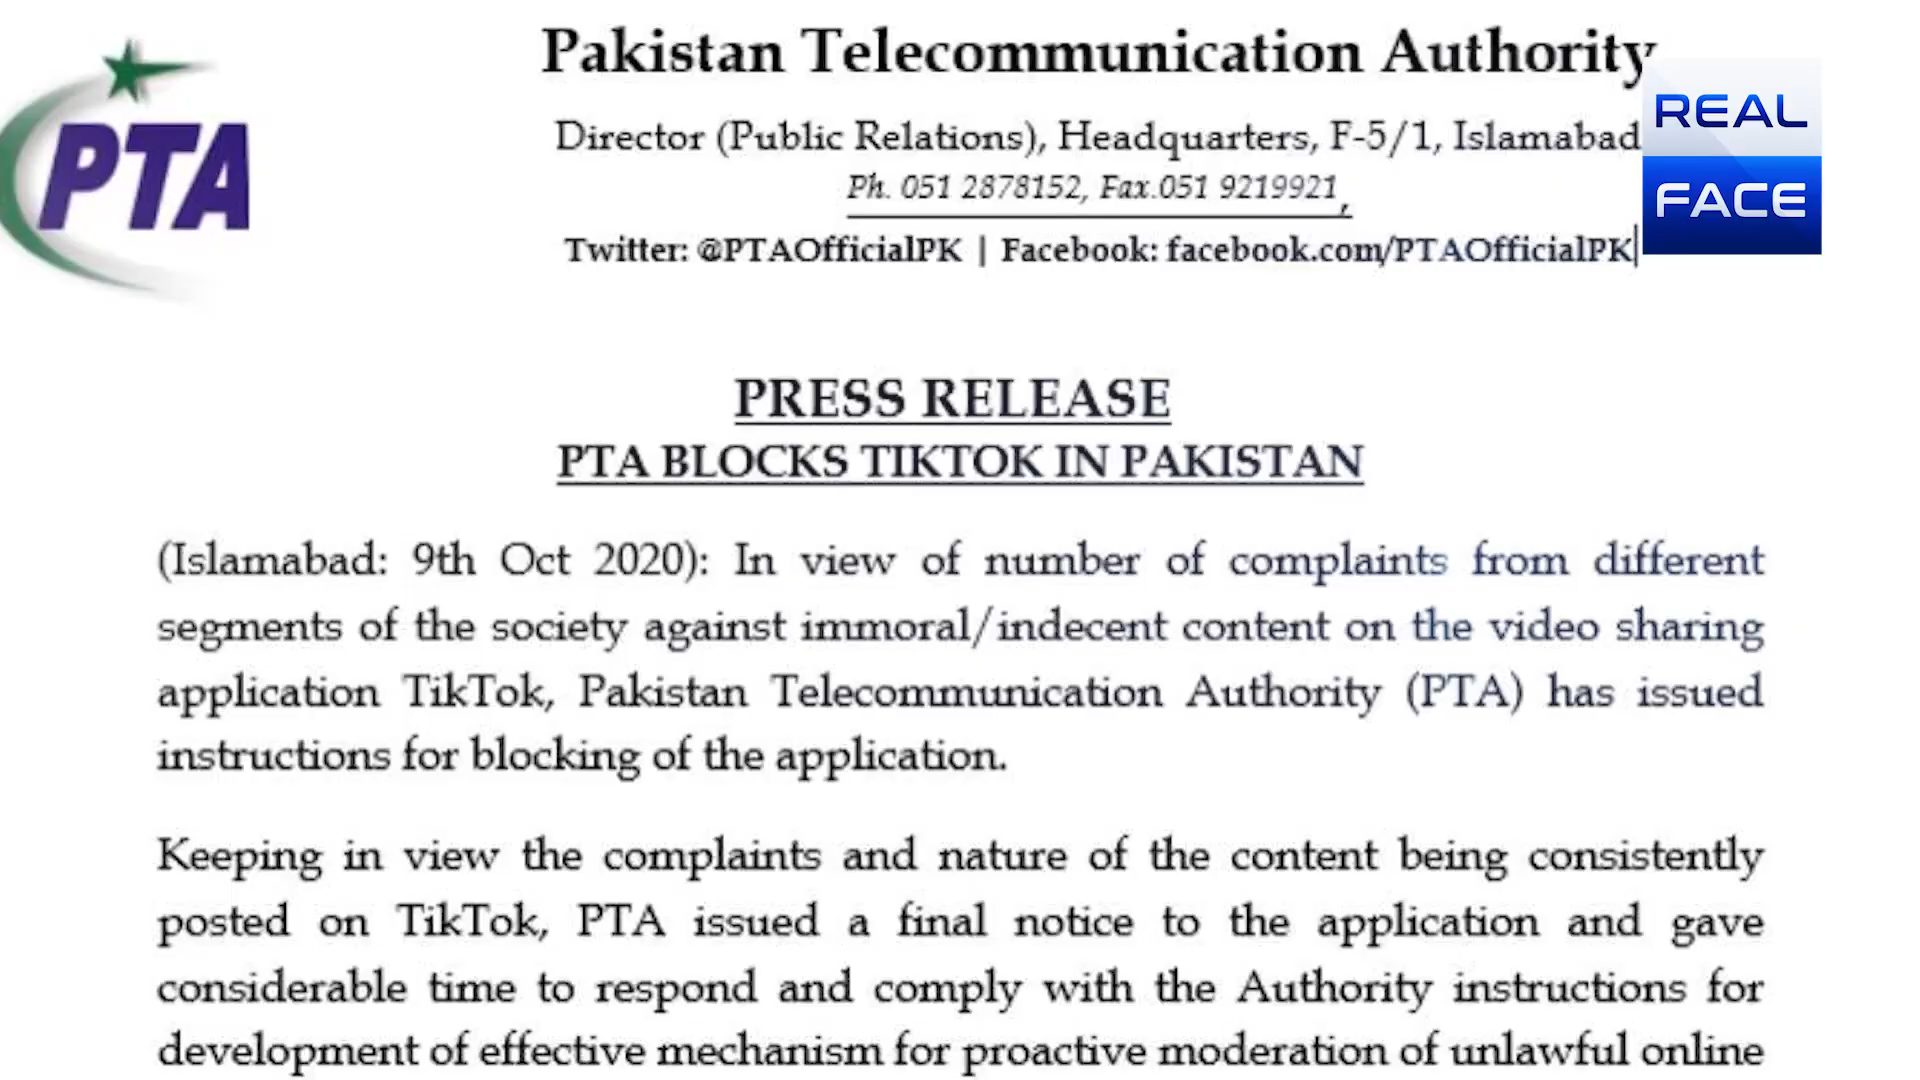 PTA
Pakistan Telecommunication Authority
Director (Public Relations), Headquarters, F-5/1, Islamabad
Ph. 051 2878152, Fax.051 9219921,
Twitter: @PTAOfficialPK | Facebook: facebook.com/PTAOfficialPK
REAL
FACE
PRESS RELEASE
PTA BLOCKS TIKTOK IN PAKISTAN
(Islamabad: 9th Oct 2020): In view of number of complaints from different
segments of the society against immoral/indecent content on the video sharing
application TikTok, Pakistan Telecommunication Authority (PTA) has issued
instructions for blocking of the application.
Keeping in view the complaints and nature of the content being consistently
posted on TikTok, PTA issued a final notice to the application and gave
considerable time to respond and comply with the Authority instructions for
development of effective mechanism for proactive moderation of unlawful online